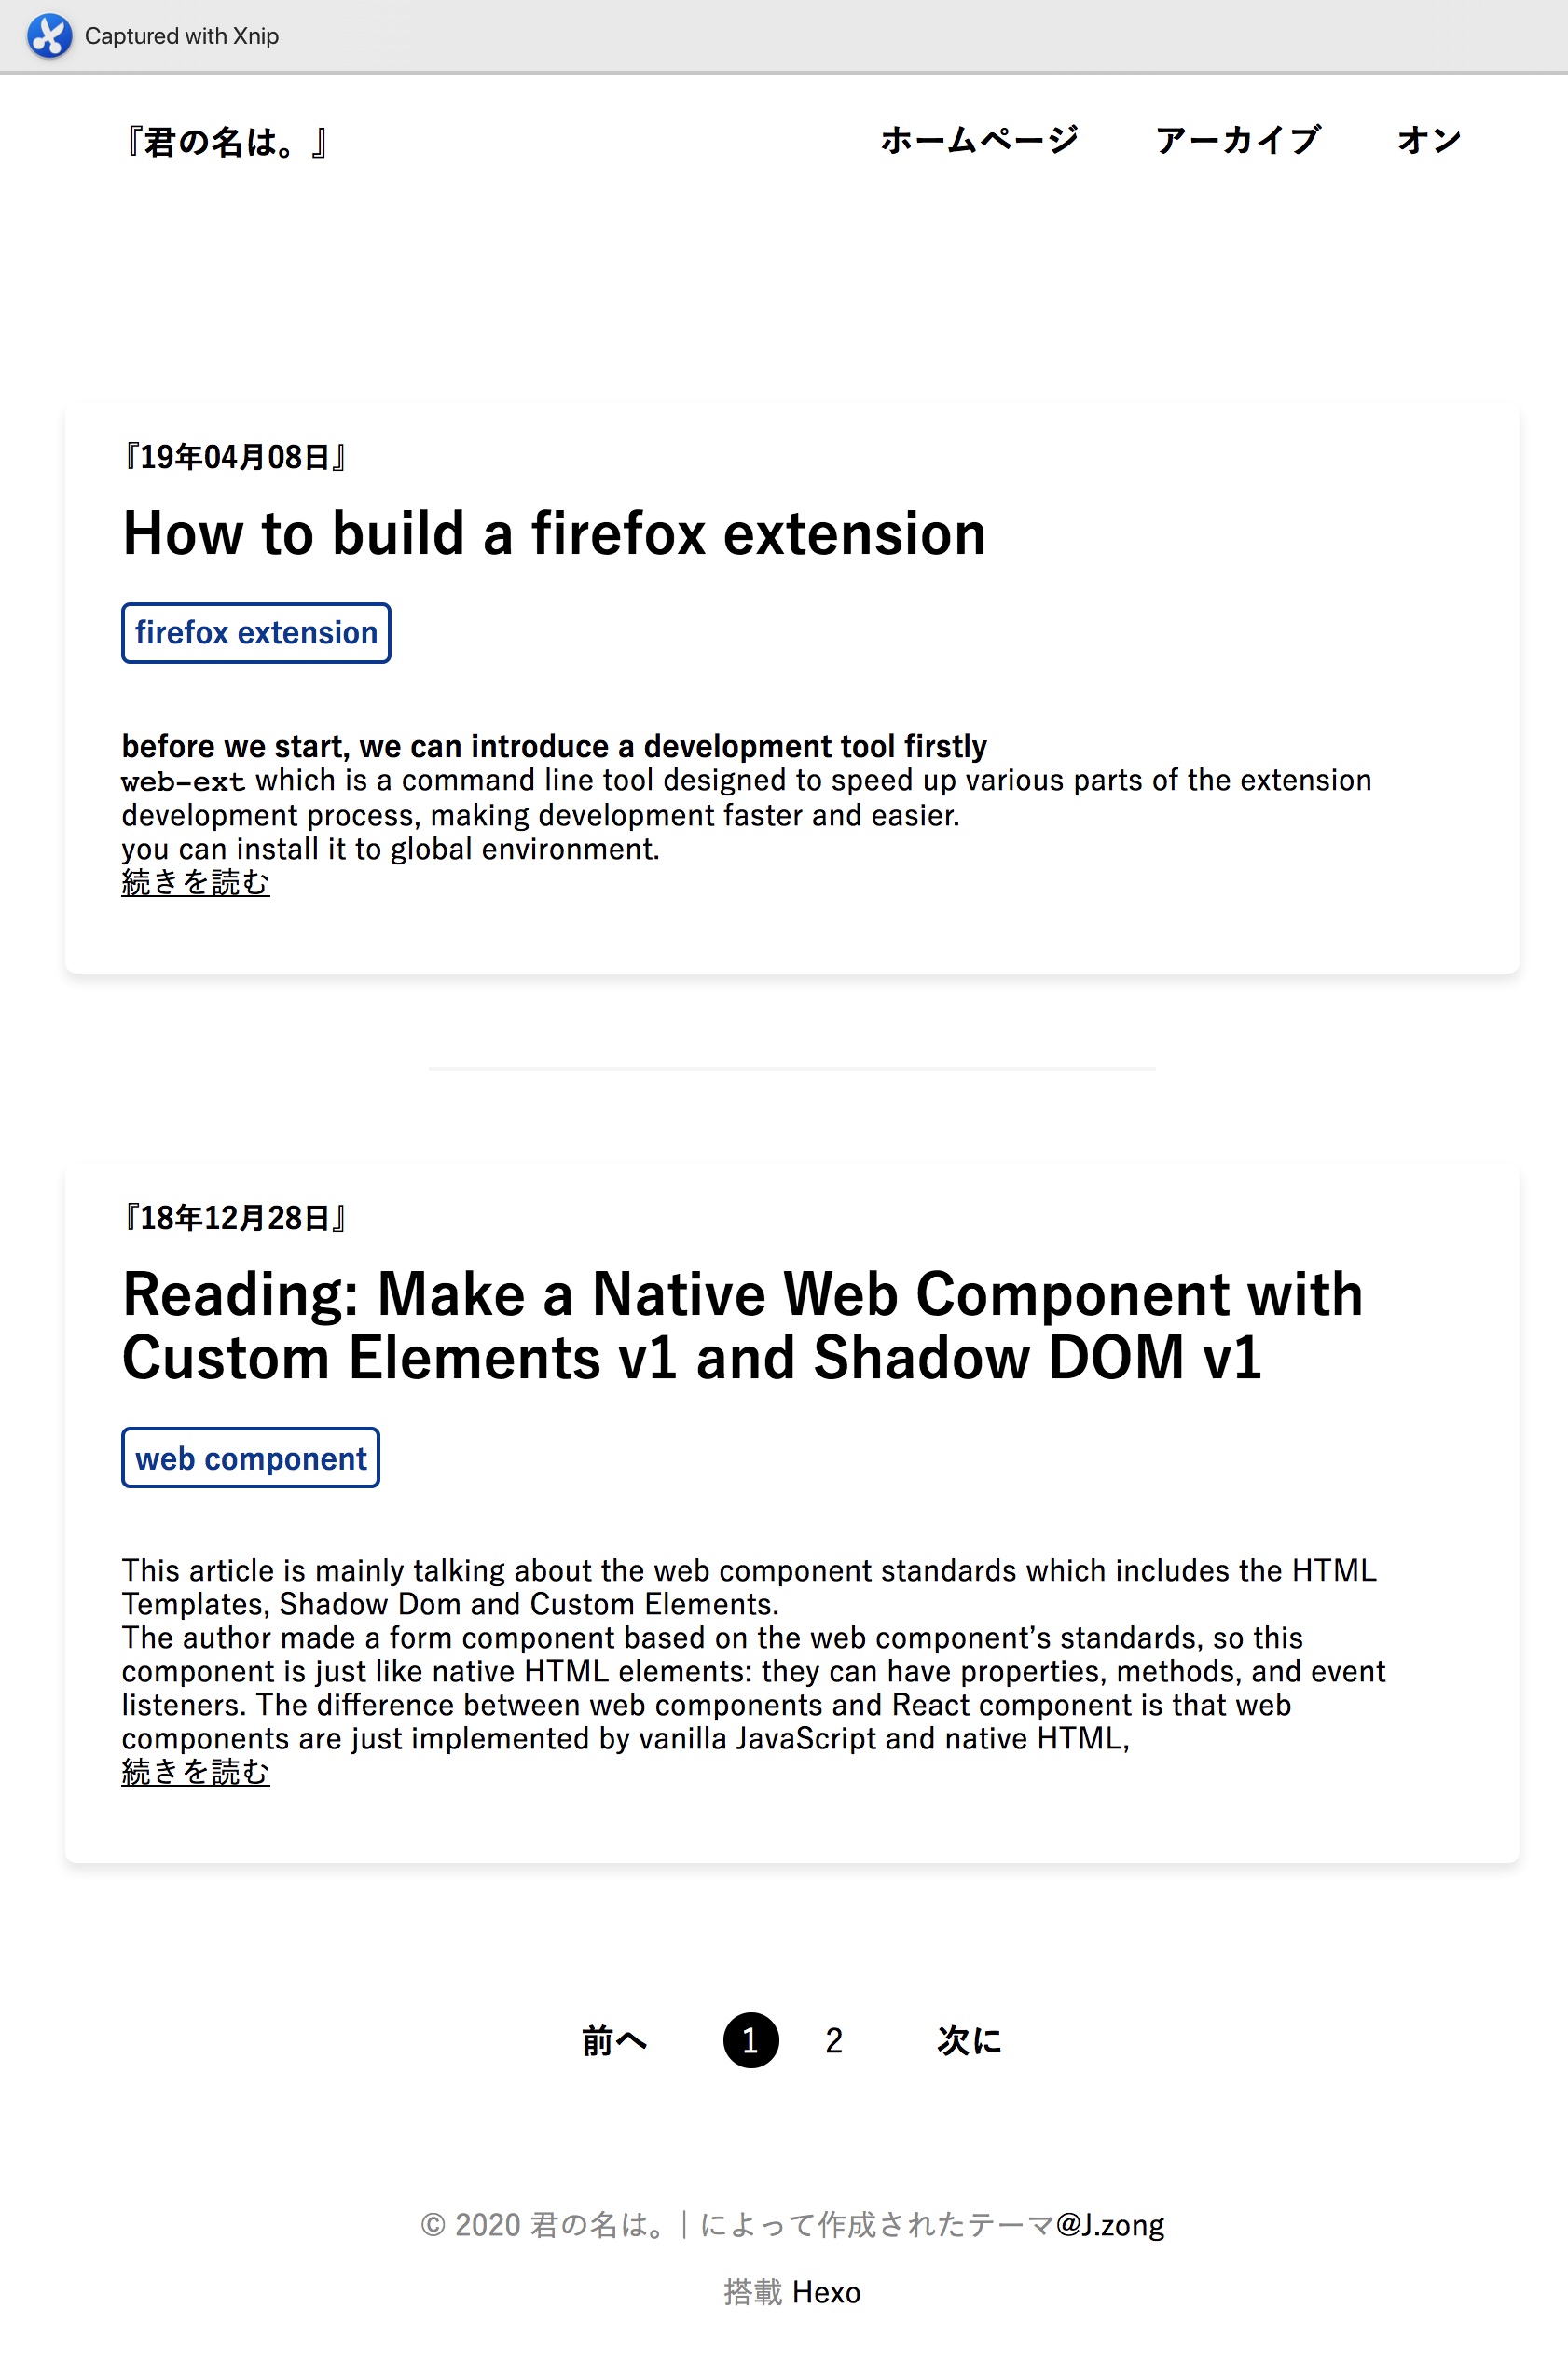 Captured with Xnip
『君の名は。』 ホームページ アーカイブ オン
『19年04月08日』
How to build a firefox extension
firefox extension
before we start, we can introduce a development tool firstly
web-ext which is a command line tool designed to speed up various parts of the extension
development process, making development faster and easier.
you can install it to global environment.
続きを読む
『18年12月28日』
Reading: Make a Native Web Component with
Custom Elements v1 and Shadow DOM v1
web component
This article is mainly talking about the web component standards which includes the HTML
Templates, Shadow Dom and Custom Elements.
The author made a form component based on the web component’s standards, so this
component is just like native HTML elements: they can have properties, methods, and event
listeners. The difference between web components and React component is that web
components are just implemented by vanilla JavaScript and native HTML,
続きを読む
前へ 1 2 次に
© 2020 君の名は。| によって作成されたテーマ@J.zong
搭載 Hexo